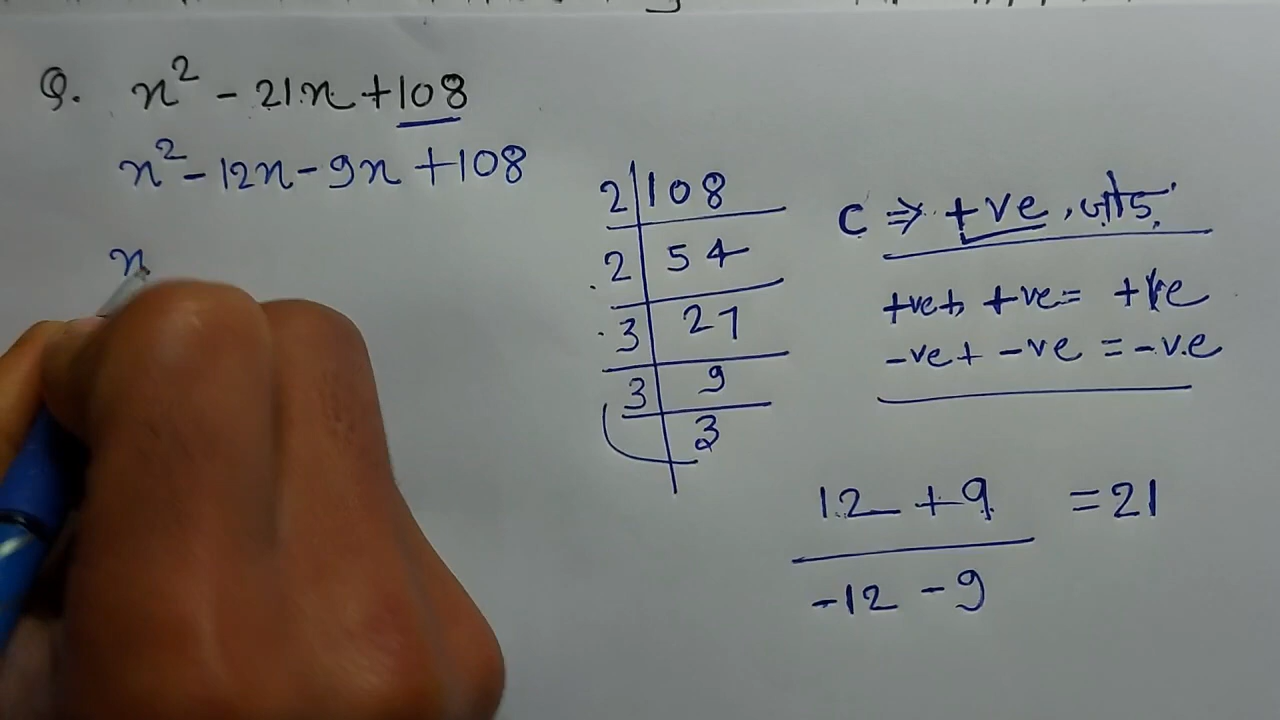 Q. x² - 21x + 108
x² - 12x - 9x + 108
x
2 | 108
2 | 54
3 | 27
3 | 9
3
C ⇒ +ve,
+ve + +ve = +ve
-ve + -ve = -ve
12 + 9 = 21
-12 - 9